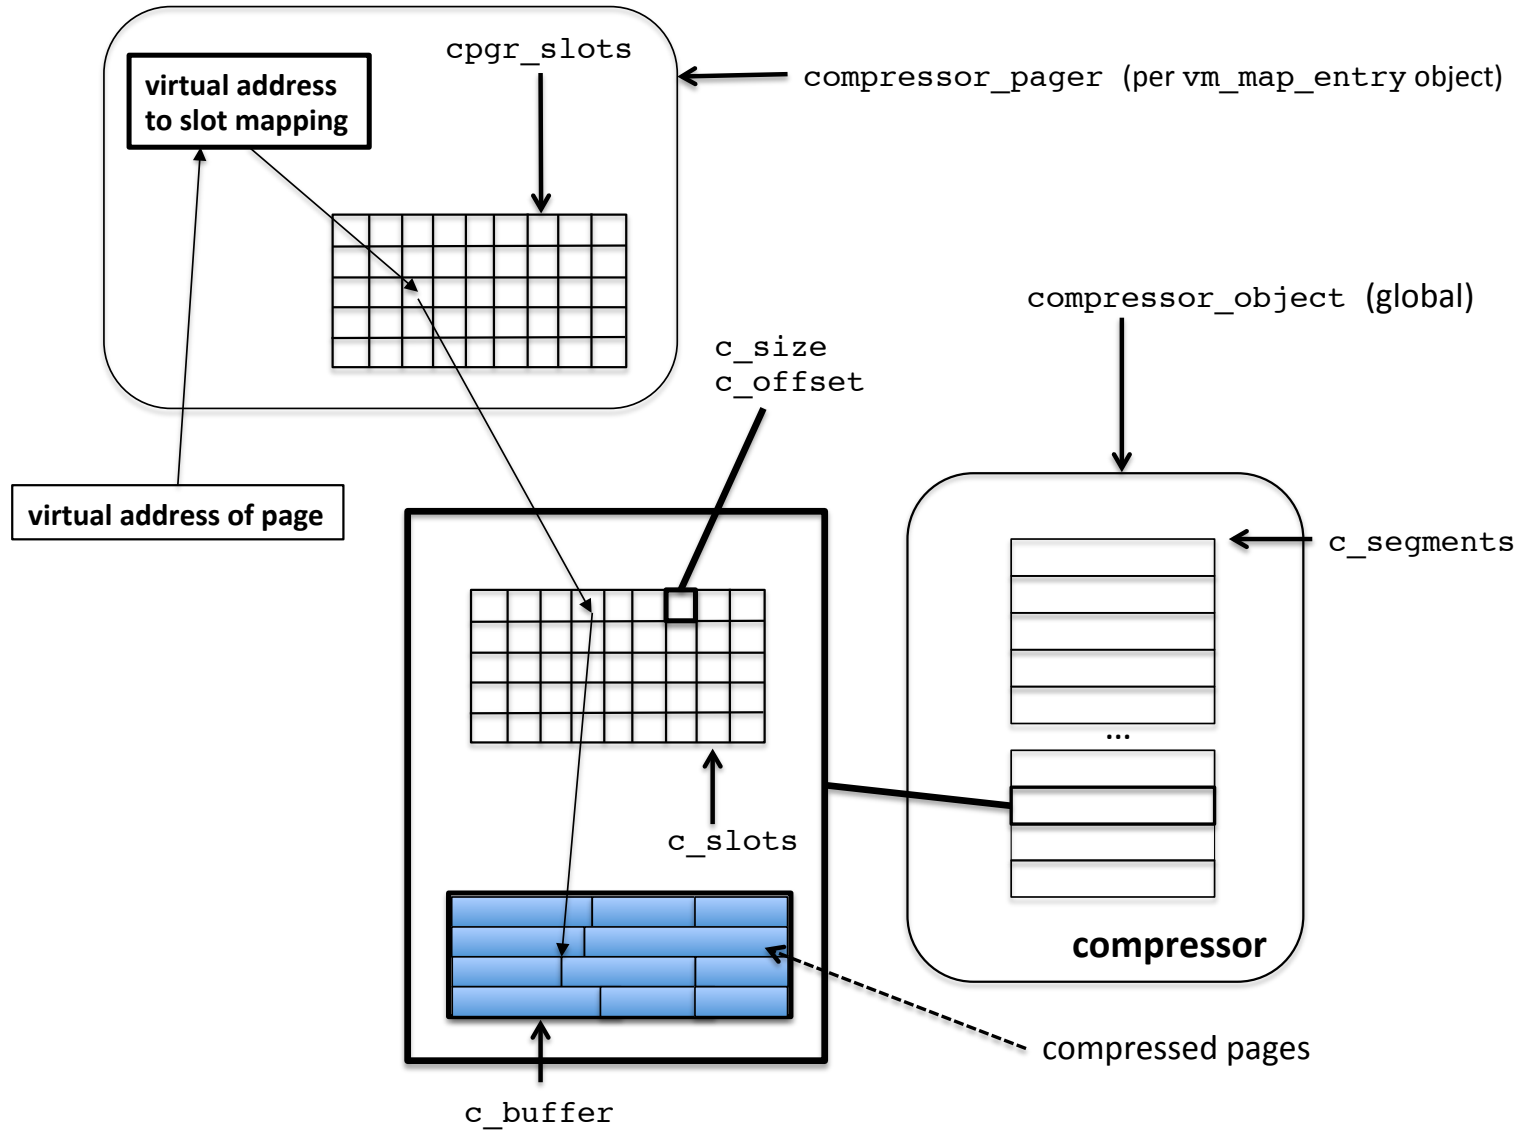 cpgr_slots
virtual address
to slot mapping
compressor_pager (per vm_map_entry object)
compressor_object (global)
c_size
c_offset
virtual address of page
c_segments
...
c_slots
compressor
compressed pages
c_buffer